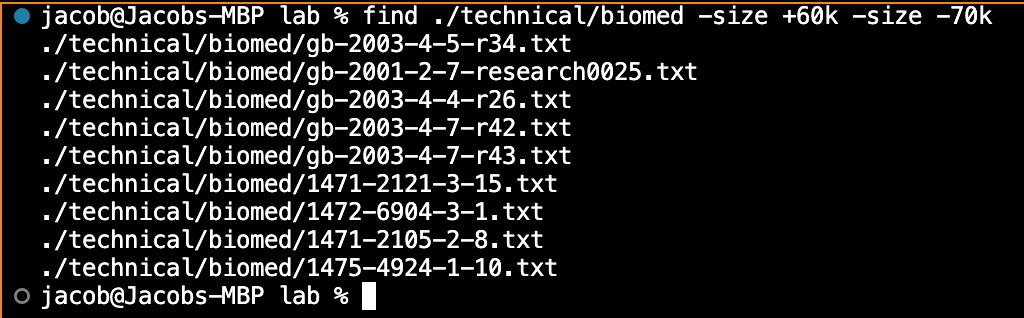 jacob@Jacobs-MBP lab % find ./technical/biomed -size +60k -size -70k
./technical/biomed/gb-2003-4-5-r34.txt
./technical/biomed/gb-2001-2-7-research0025.txt
./technical/biomed/gb-2003-4-4-r26.txt
./technical/biomed/gb-2003-4-7-r42.txt
./technical/biomed/gb-2003-4-7-r43.txt
./technical/biomed/1471-2121-3-15.txt
./technical/biomed/1472-6904-3-1.txt
./technical/biomed/1471-2105-2-8.txt
./technical/biomed/1475-4924-1-10.txt
jacob@Jacobs-MBP lab %